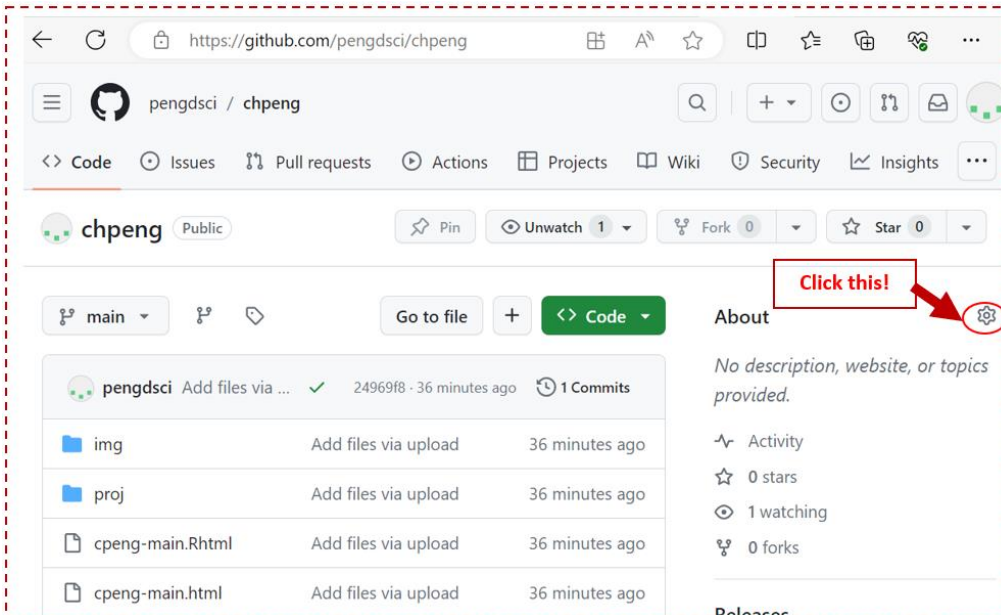 https://github.com/pengdsci/chpeng
pengdsci / chpeng
Code Issues Pull requests Actions Projects Wiki Security Insights
chpeng Public Pin Unwatch 1 Fork 0 Star 0
Click this!
main Go to file + Code About
No description, website, or topics
provided.
pengdsci Add files via ... 24969f8 · 36 minutes ago 1 Commits
img Add files via upload 36 minutes ago
Activity
0 stars
proj Add files via upload 36 minutes ago
1 watching
cpeng-main.Rhtml Add files via upload 36 minutes ago
0 forks
cpeng-main.html Add files via upload 36 minutes ago
Releases